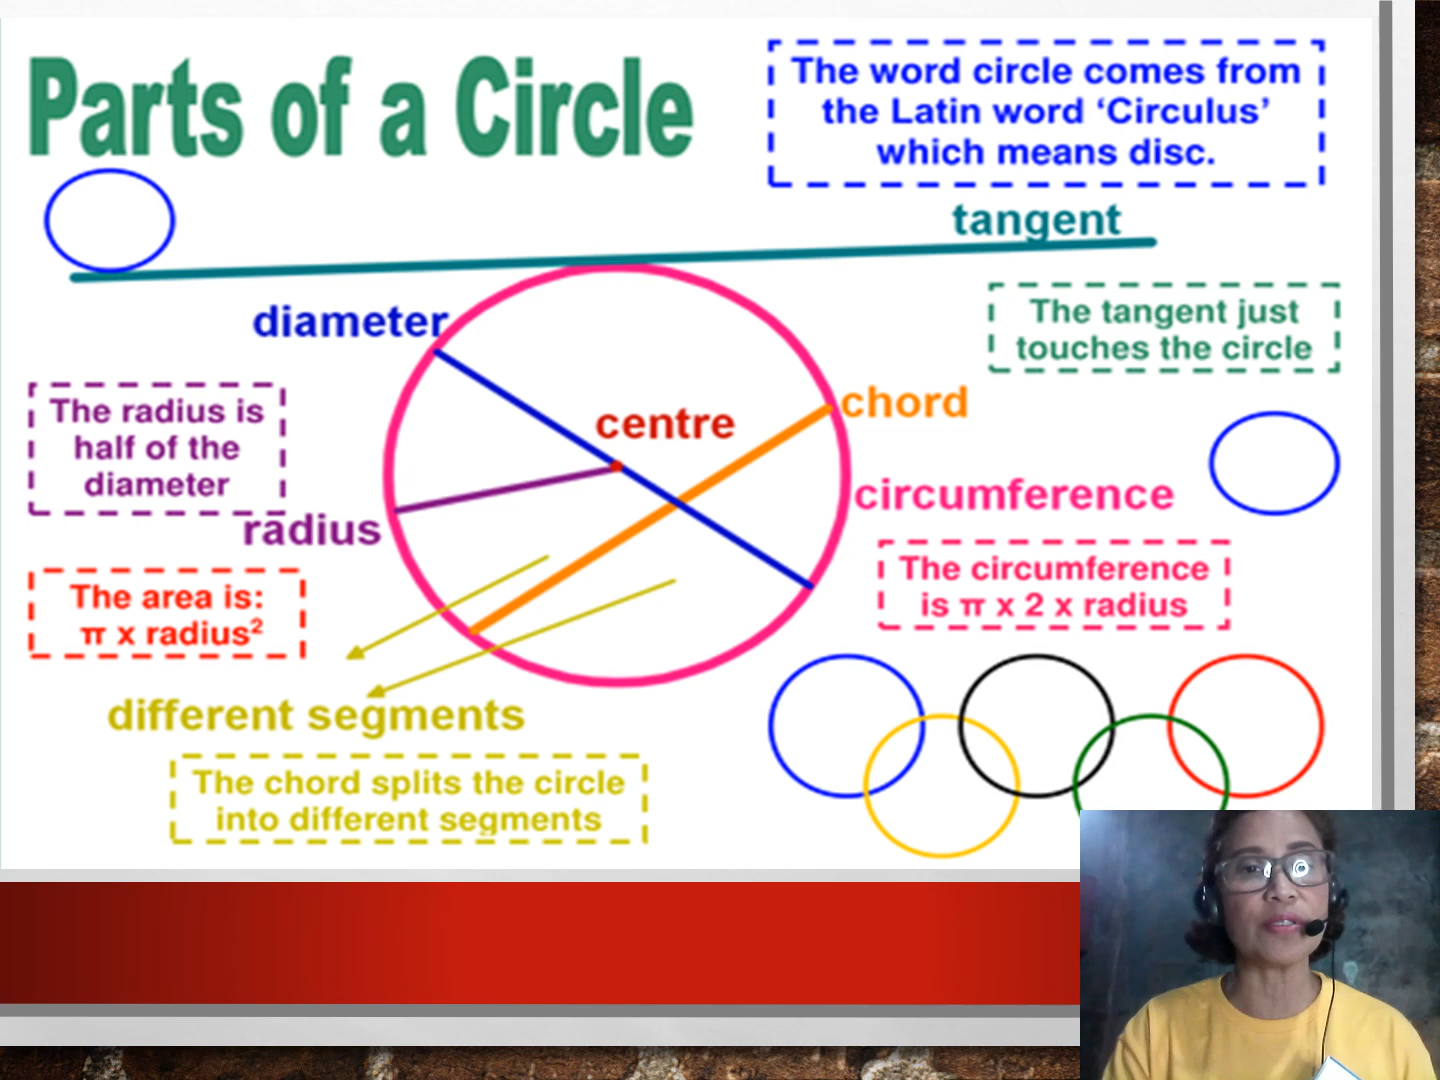 Parts of a Circle
The word circle comes from
the Latin word ‘Circulus’
which means disc.
tangent
The tangent just
touches the circle
diameter
The radius is
half of the
diameter
centre
chord
radius
circumference
The circumference
is π x 2 x radius
The area is:
π x radius²
different segments
The chord splits the circle
into different segments